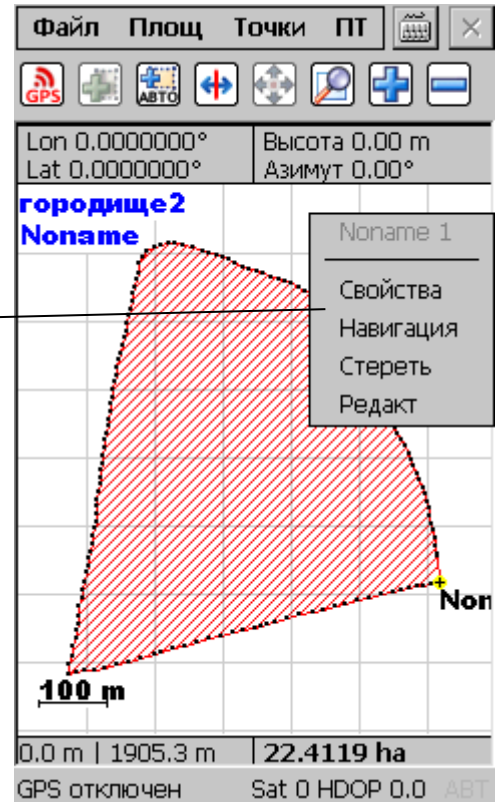 Файл Площ Точки ПТ
GPS АВТО
Lon 0.0000000° Высота 0.00 m
Lat 0.0000000° Азимут 0.00°
городище2
Noname
Noname 1
Свойства
Навигация
Стереть
Редакт
Non
100 m
0.0 m | 1905.3 m 22.4119 ha
GPS отключен Sat 0 HDOP 0.0 АВТ